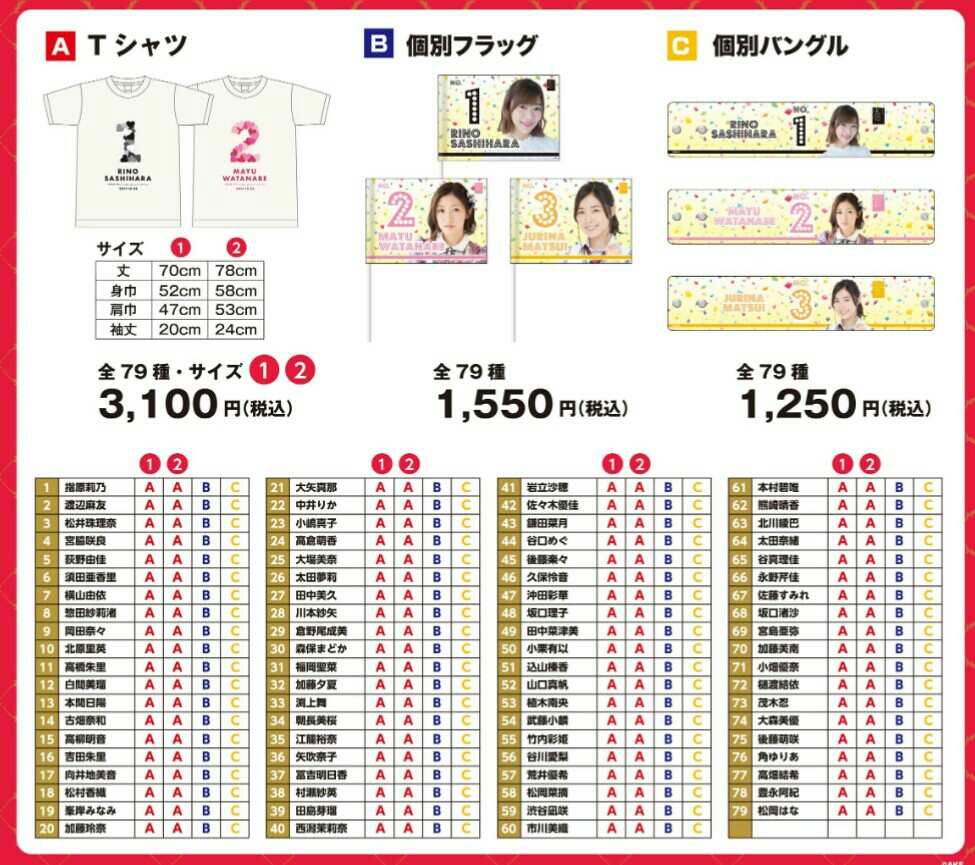 A Tシャツ
B 個別フラッグ
C 個別バングル
1
RINO
SASHIHARA
2
MAYU
WATANABE
NO.
1
RINO
SASHIHARA
2
MAYU
WATANABE
3
JURINA
MATSUI
NO.
RINO
SASHIHARA
1
NO.
MAYU
WATANABE
2
NO.
JURINA
MATSUI
3
サイズ 1 2
丈 70cm 78cm
身巾 52cm 58cm
肩巾 47cm 53cm
袖丈 20cm 24cm
全79種・サイズ 1 2
3,100円(税込)
全79種
1,550円(税込)
全79種
1,250円(税込)
1 2
1 指原莉乃 A A B C
2 渡辺麻友 A A B C
3 松井珠理奈 A A B C
4 宮脇咲良 A A B C
5 荻野由佳 A A B C
6 須田亜香里 A A B C
7 横山由依 A A B C
8 惣田紗莉渚 A A B C
9 岡田奈々 A A B C
10 北原里英 A A B C
11 高橋朱里 A A B C
12 白間美瑠 A A B C
13 本間日陽 A A B C
14 古畑奈和 A A B C
15 高柳明音 A A B C
16 吉田朱里 A A B C
17 向井地美音 A A B C
18 松村香織 A A B C
19 峯岸みなみ A A B C
20 加藤玲奈 A A B C
1 2
21 大矢真那 A A B C
22 中井りか A A B C
23 小嶋真子 A A B C
24 高倉萌香 A A B C
25 大場美奈 A A B C
26 太田夢莉 A A B C
27 田中美久 A A B C
28 川本紗矢 A A B C
29 倉野尾成美 A A B C
30 森保まどか A A B C
31 福岡聖菜 A A B C
32 加藤夕夏 A A B C
33 渕上舞 A A B C
34 朝長美桜 A A B C
35 江籠裕奈 A A B C
36 矢吹奈子 A A B C
37 冨吉明日香 A A B C
38 村瀬紗英 A A B C
39 田島芽瑠 A A B C
40 西潟茉莉奈 A A B C
1 2
41 岩立沙穂 A A B C
42 佐々木優佳 A A B C
43 鎌田菜月 A A B C
44 谷口めぐ A A B C
45 後藤楽々 A A B C
46 久保怜音 A A B C
47 沖田彩華 A A B C
48 坂口理子 A A B C
49 田中菜津美 A A B C
50 小栗有以 A A B C
51 込山榛香 A A B C
52 山口真帆 A A B C
53 植木南央 A A B C
54 武藤小麟 A A B C
55 竹内彩姫 A A B C
56 谷川愛梨 A A B C
57 荒井優希 A A B C
58 松岡菜摘 A A B C
59 渋谷凪咲 A A B C
60 市川美織 A A B C
1 2
61 本村碧唯 A A B C
62 熊崎晴香 A A B C
63 北川綾巴 A A B C
64 太田奈緒 A A B C
65 谷真理佳 A A B C
66 永野芹佳 A A B C
67 佐藤すみれ A A B C
68 坂口渚沙 A A B C
69 宮島亜弥 A A B C
70 加藤美南 A A B C
71 小畑優奈 A A B C
72 樋渡結依 A A B C
73 茂木忍 A A B C
74 大森美優 A A B C
75 後藤萌咲 A A B C
76 角ゆりあ A A B C
77 高畑結希 A A B C
78 豊永阿紀 A A B C
79 松岡はな A A B C